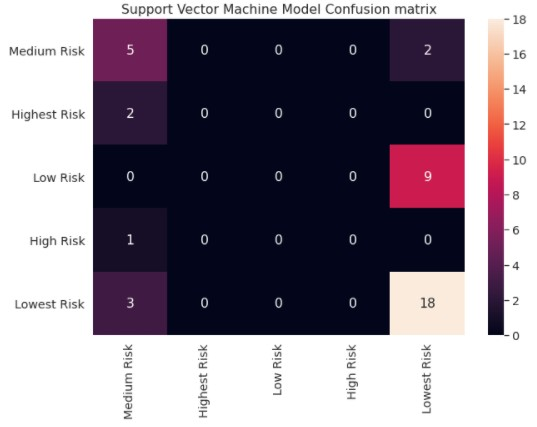 Support Vector Machine Model Confusion matrix
Medium Risk 5 0 0 0 2
Highest Risk 2 0 0 0 0
Low Risk 0 0 0 0 9
High Risk 1 0 0 0 0
Lowest Risk 3 0 0 0 18
Medium Risk
Highest Risk
Low Risk
High Risk
Lowest Risk
18
16
14
12
10
8
6
4
2
0